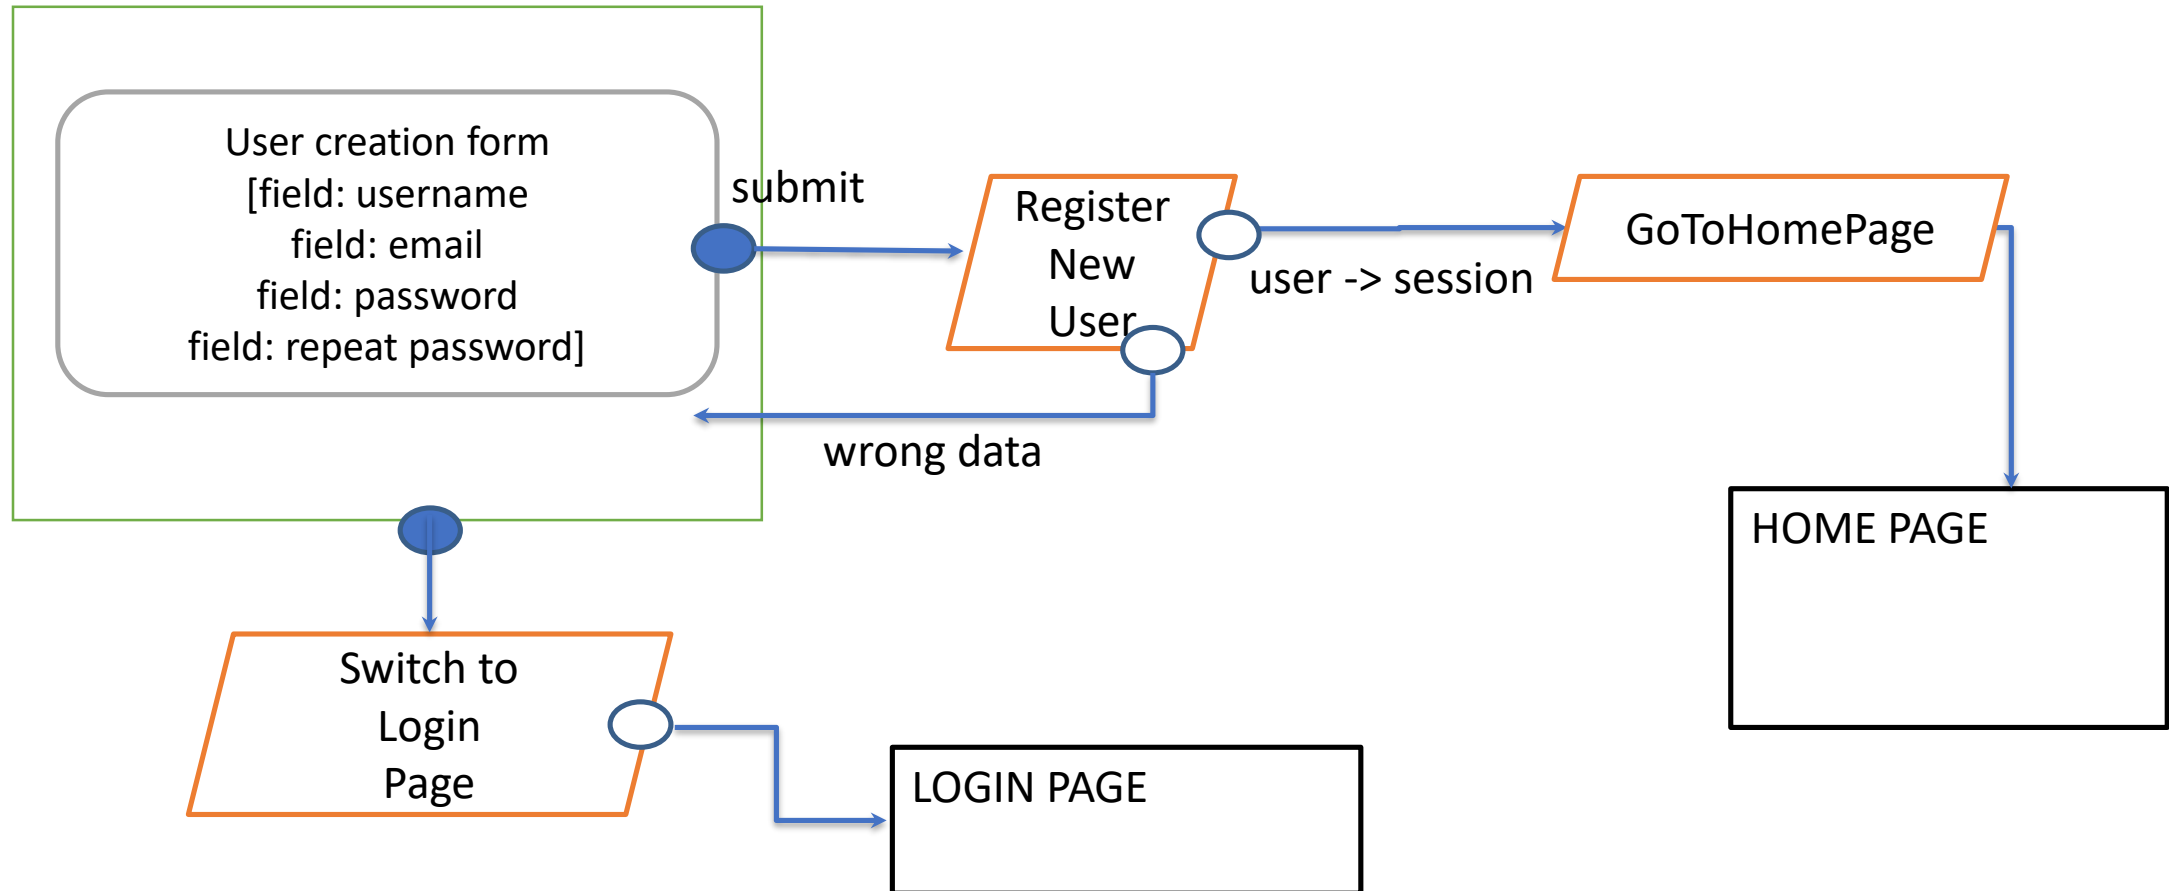 User creation form
[field: username
field: email
field: password
field: repeat password]
submit
Register
New
User
user -> session
GoToHomePage
wrong data
HOME PAGE
Switch to
Login
Page
LOGIN PAGE